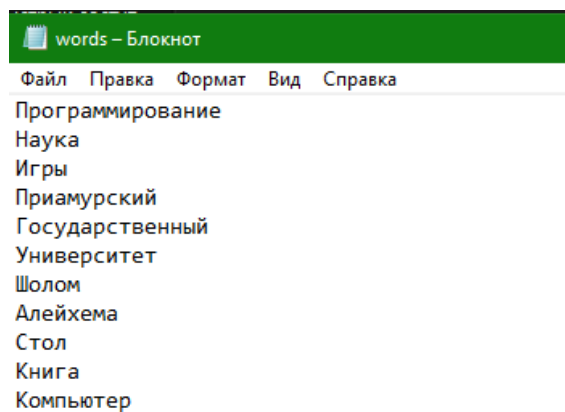 words – Блокнот
Файл Правка Формат Вид Справка
Программирование
Наука
Игры
Приамурский
Государственный
Университет
Шолом
Алейхема
Стол
Книга
Компьютер